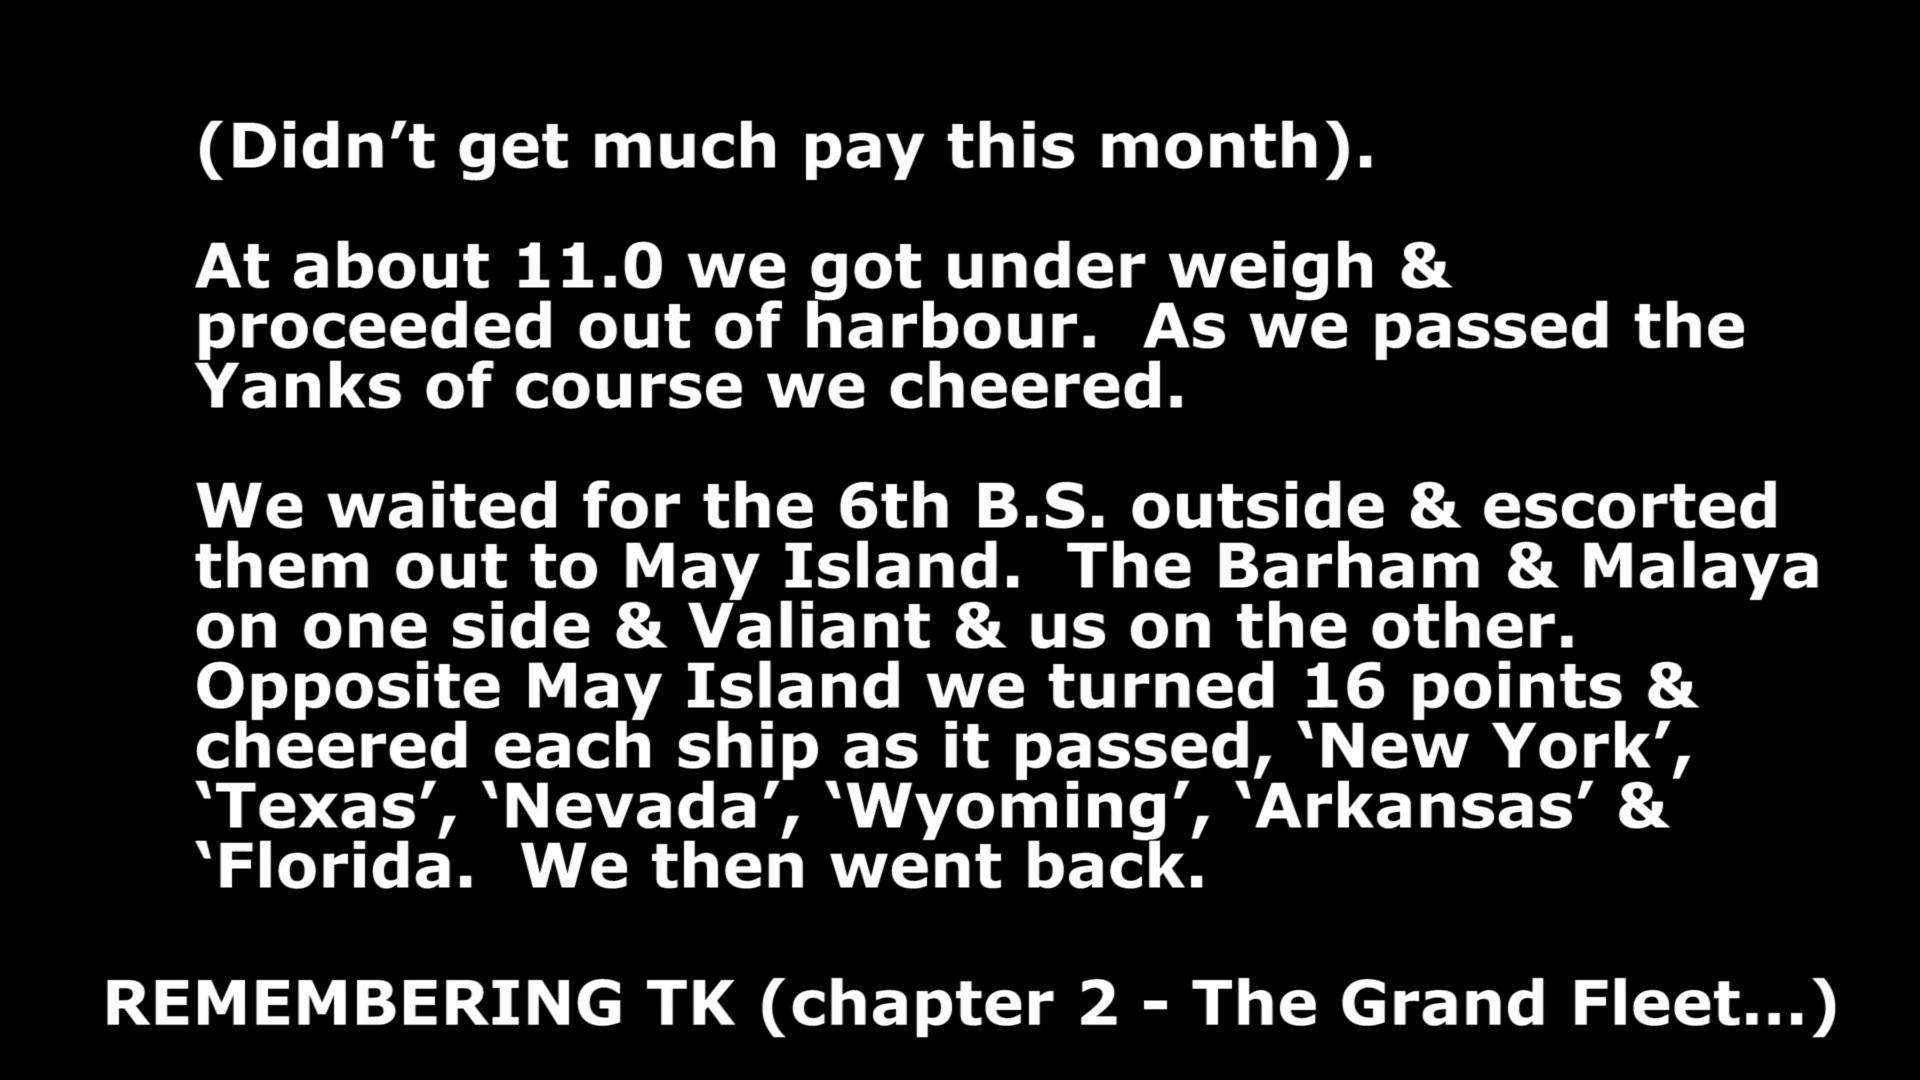 (Didn’t get much pay this month).
At about 11.0 we got under weigh &
proceeded out of harbour.  As we passed the
Yanks of course we cheered.
We waited for the 6th B.S. outside & escorted
them out to May Island.  The Barham & Malaya
on one side & Valiant & us on the other.
Opposite May Island we turned 16 points &
cheered each ship as it passed, ‘New York’,
‘Texas’, ‘Nevada’, ‘Wyoming’, ‘Arkansas’ &
‘Florida.  We then went back.
REMEMBERING TK (chapter 2 - The Grand Fleet...)